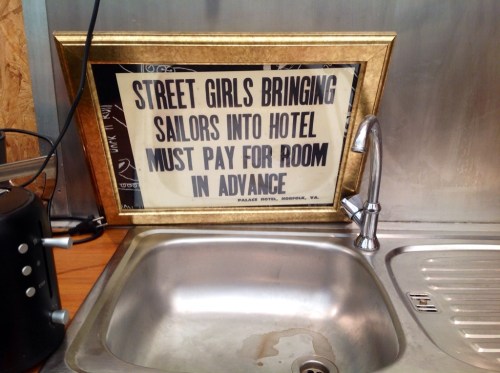 STREET GIRLS BRINGING
SAILORS INTO HOTEL
MUST PAY FOR ROOM
IN ADVANCE
PALACE HOTEL, NORFOLK, VA.